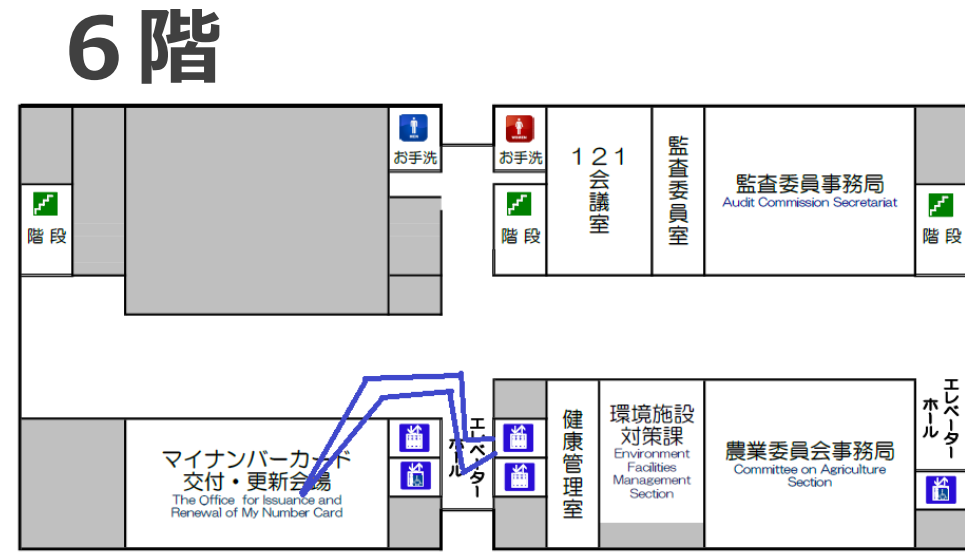 6階
お手洗
お手洗
121
会議室
監査委員室
監査委員事務局
Audit Commission Secretariat
階段
階段
階段
マイナンバーカード
交付・更新会場
The Office for Issuance and
Renewal of My Number Card
エレベーター
ホール
健康管理室
環境施設
対策課
Environment
Facilities
Management
Section
農業委員会事務局
Committee on Agriculture
Section
エレベーター
ホール